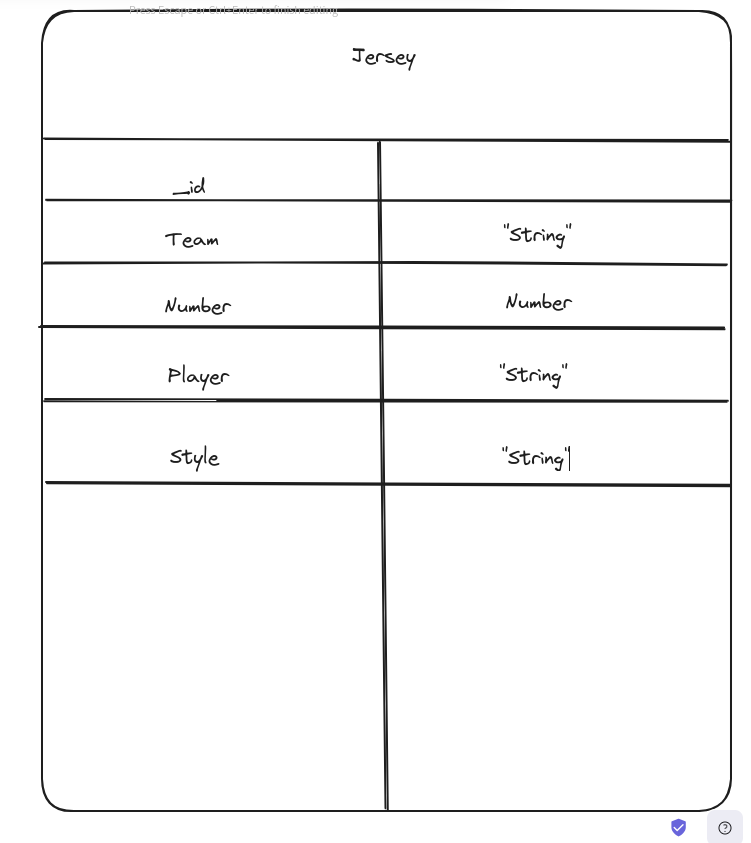 Press Escape or Ctrl+Enter to finish editing
Jersey
_id
Team "String"
Number Number
Player "String"
Style "String"